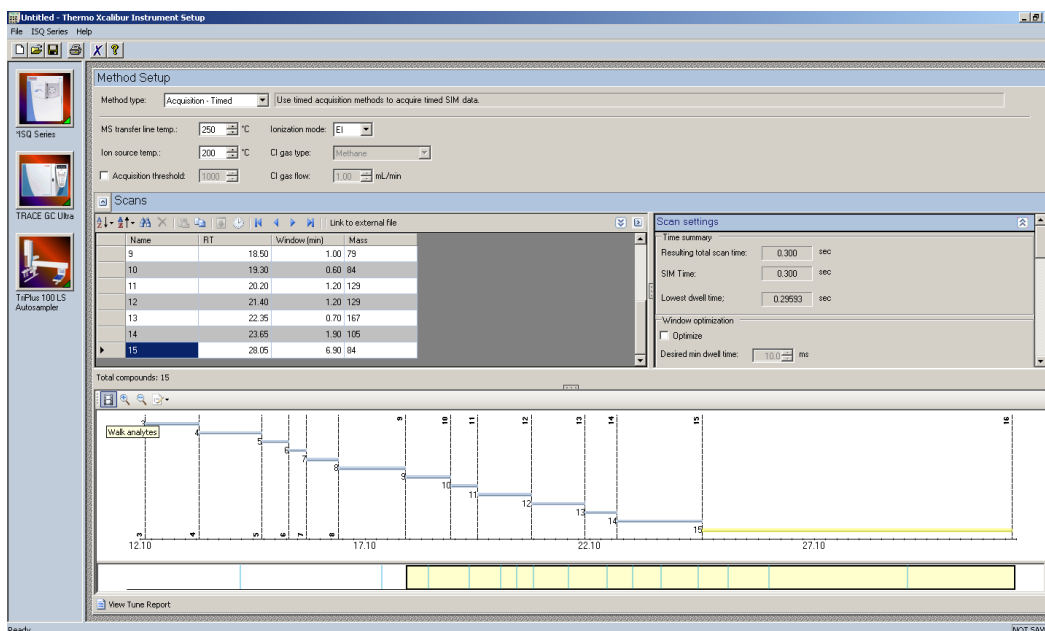 Untitled - Thermo Xcalibur Instrument Setup
File ISQ Series Help
*ISQ Series
TRACE GC Ultra
TriPlus 100 LS
Autosampler
Method Setup
Method type: Acquisition - Timed Use timed acquisition methods to acquire timed SIM data.
MS transfer line temp.: 250 °C Ionization mode: EI
Ion source temp.: 200 °C CI gas type: Methane
Acquisition threshold: 1000 CI gas flow: 1.00 mL/min
Scans
Link to external file
Name RT Window (min) Mass
9 18.50 1.00 79
10 19.30 0.60 84
11 20.20 1.20 129
12 21.40 1.20 129
13 22.35 0.70 167
14 23.65 1.90 105
15 28.05 6.90 84
Scan settings
Time summary
Resulting total scan time: 0.300 sec
SIM Time: 0.300 sec
Lowest dwell time; 0.29593 sec
Window optimization
Optimize
Desired min dwell time: 10.0 ms
Total compounds: 15
Walk analytes
9 10 11 12 13 14 15 16
3
4
5
6
7
8
9
10
11
12
13
14
15
3 4 5 6 7 8
12.10 17.10 22.10 27.10
View Tune Report
Ready NOT SAV